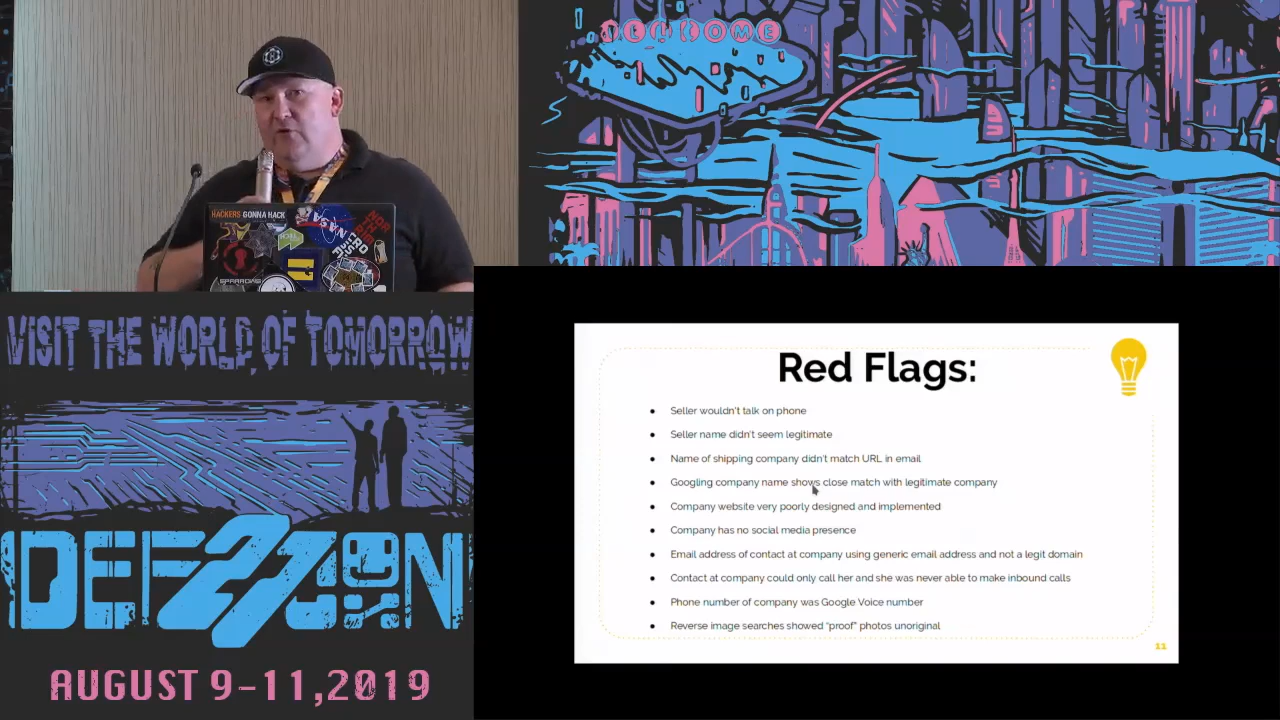 WELCOME
HACKERS GONNA HACK
VISIT THE WORLD OF TOMORROW
DEF 27 CON
AUGUST 9-11,2019
Red Flags:
• Seller wouldn't talk on phone
• Seller name didn't seem legitimate
• Name of shipping company didn't match URL in email
• Googling company name shows close match with legitimate company
• Company website very poorly designed and implemented
• Company has no social media presence
• Email address of contact at company using generic email address and not a legit domain
• Contact at company could only call her and she was never able to make inbound calls
• Phone number of company was Google Voice number
• Reverse image searches showed "proof" photos unoriginal
11